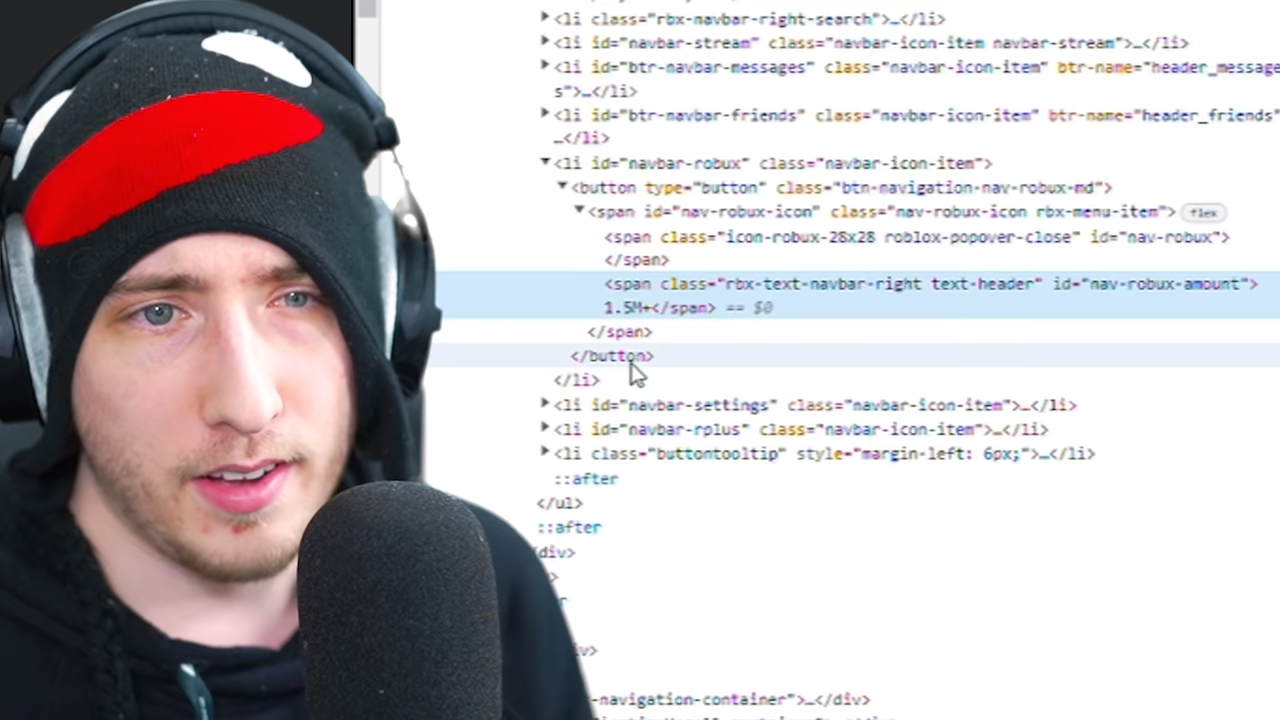 <li class="rbx-navbar-right-search">…</li>
<li id="navbar-stream" class="navbar-icon-item navbar-stream">…</li>
<li id="btr-navbar-messages" class="navbar-icon-item" btr-name="header_message
s">…</li>
<li id="btr-navbar-friends" class="navbar-icon-item" btr-name="header_friends"
…</li>
<li id="navbar-robux" class="navbar-icon-item">
<button type="button" class="btn-navigation-nav-robux-md">
<span id="nav-robux-icon" class="nav-robux-icon rbx-menu-item"> flex
<span class="icon-robux-28x28 roblox-popover-close" id="nav-robux">
</span>
<span class="rbx-text-navbar-right text-header" id="nav-robux-amount">
1.5M+</span> == $0
</span>
</button>
</li>
<li id="navbar-settings" class="navbar-icon-item">…</li>
<li id="navbar-rplus" class="navbar-icon-item">…</li>
<li class="buttontooltip" style="margin-left: 6px;">…</li>
::after
</ul>
::after
div>
>
r
iv>
-navigation-container">…</div>